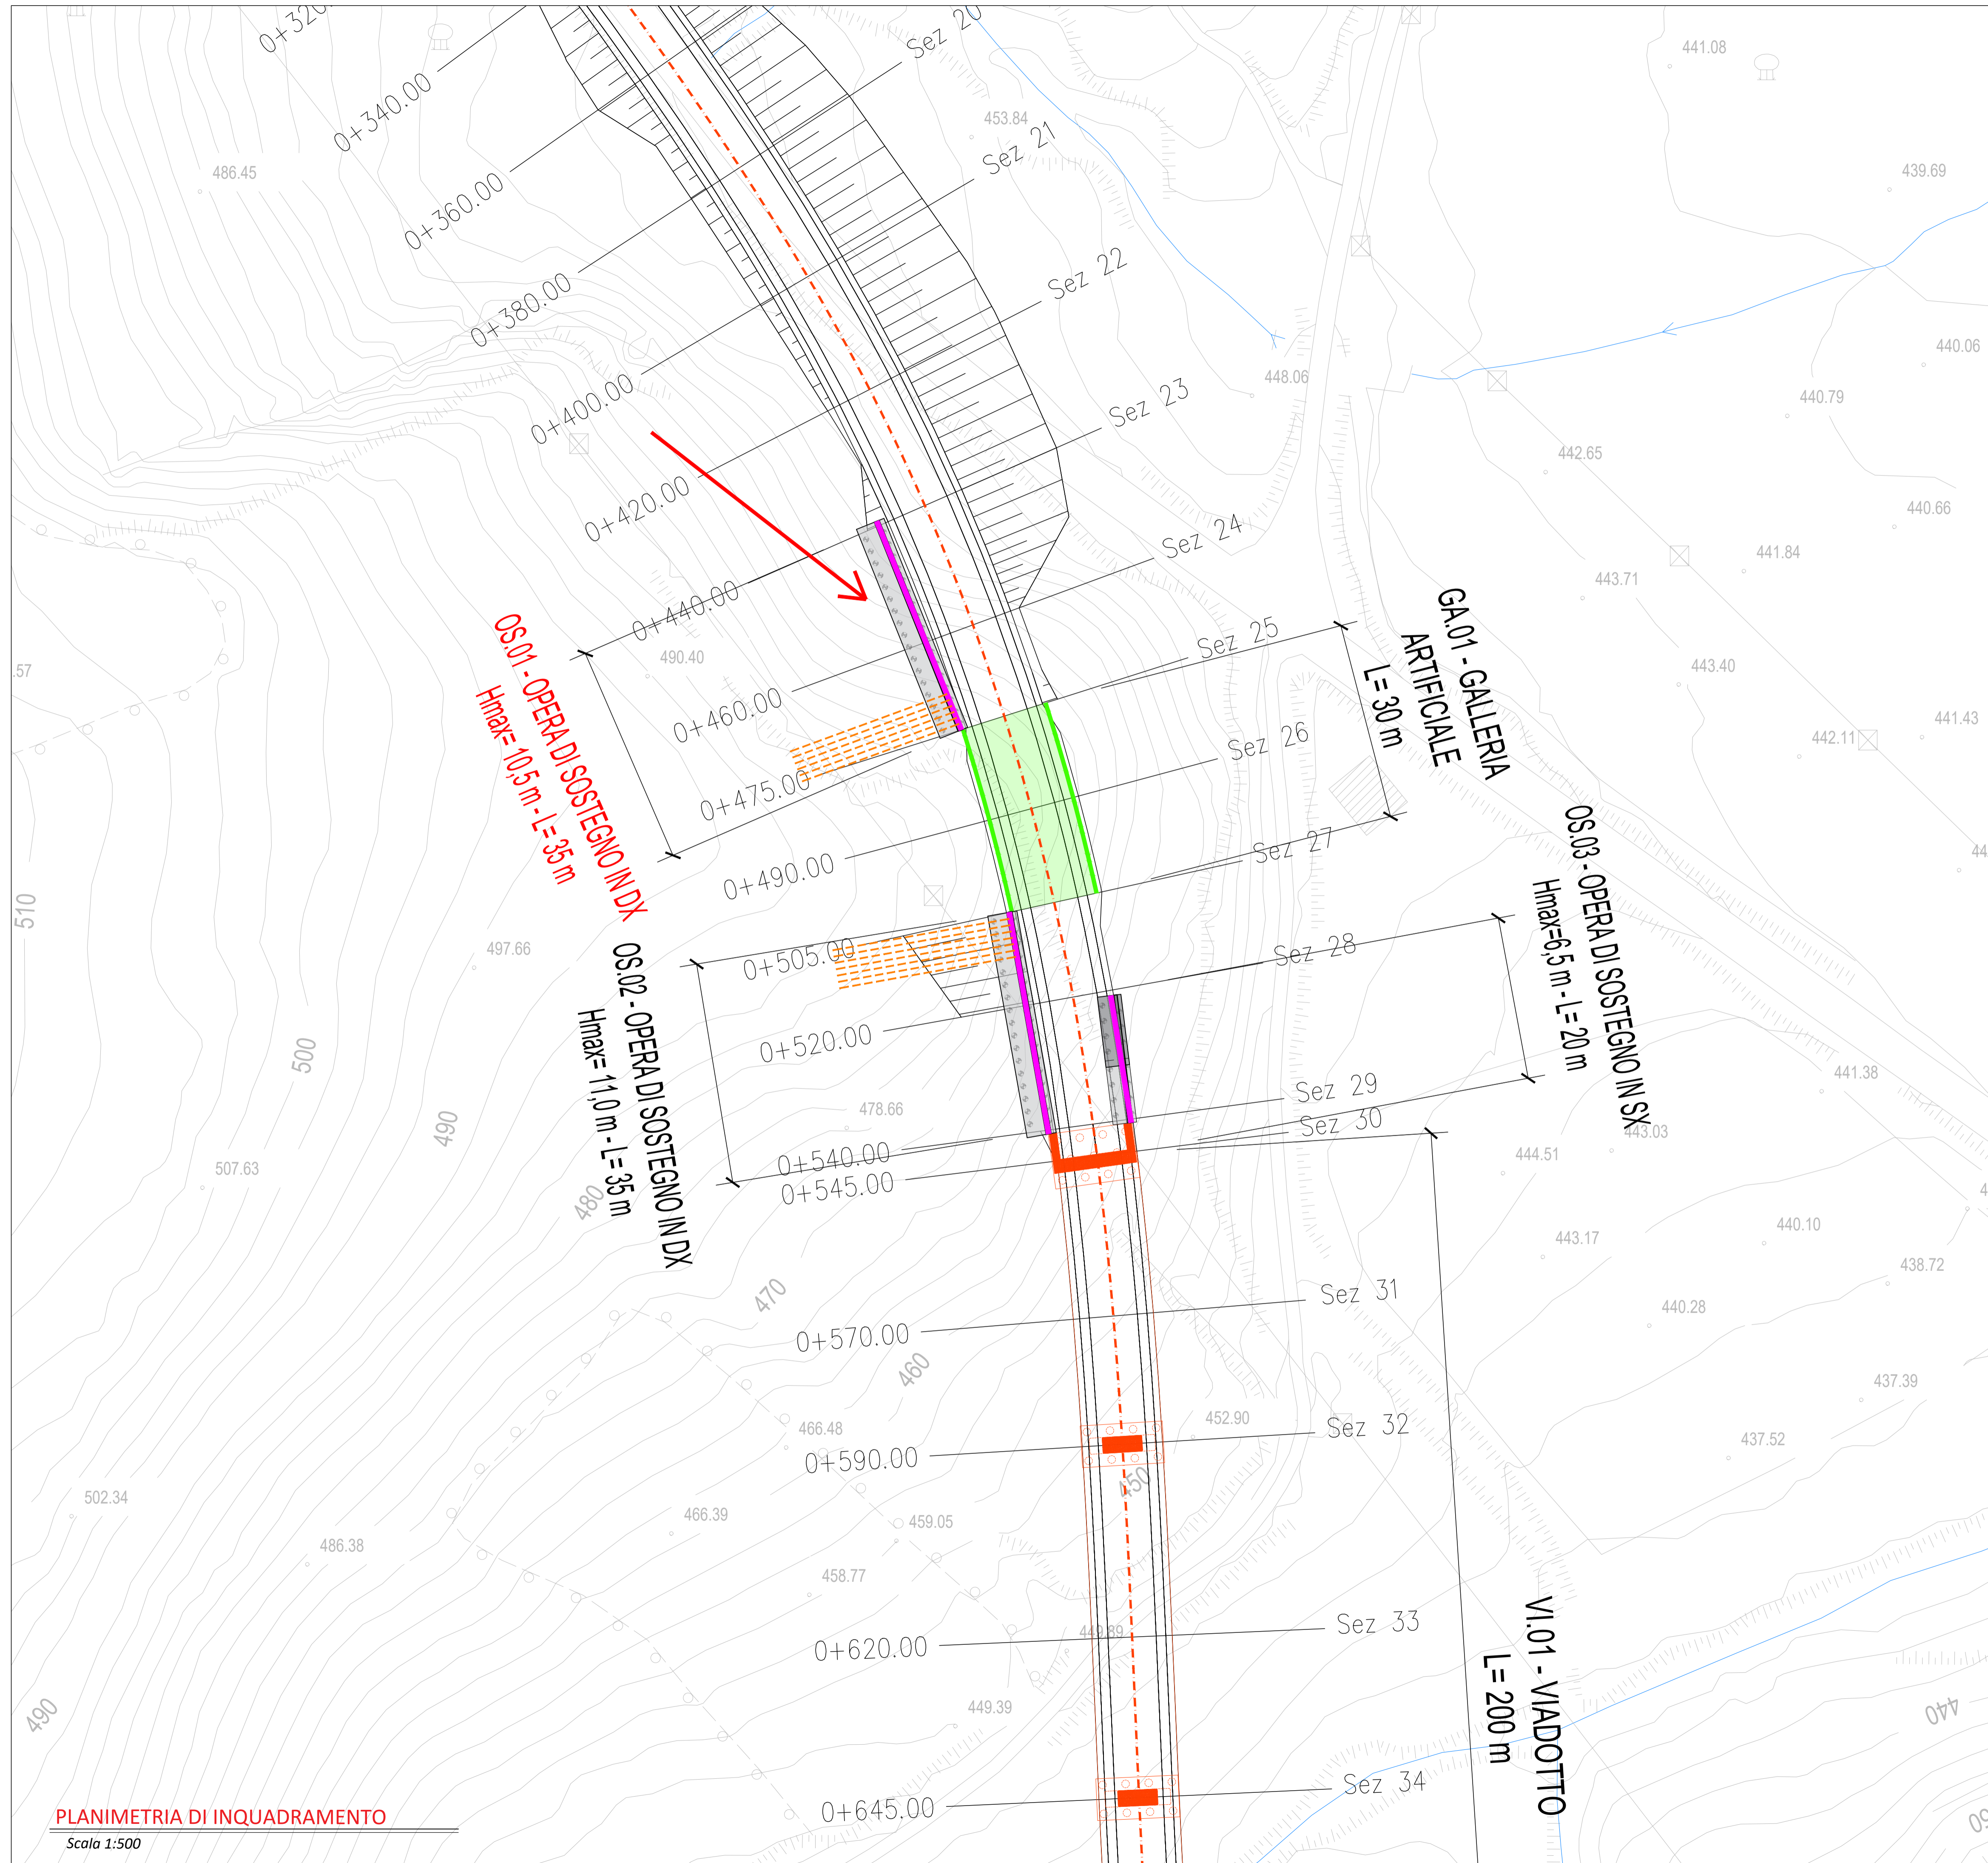 0+320.
0+340.00
0+360.00
0+380.00
0+400.00
0+420.00
0+440.00
0+460.00
0+475.00
0+490.00
0+505.00
0+520.00
0+540.00
0+545.00
0+570.00
0+590.00
0+620.00
0+645.00
Sez 20
Sez 21
Sez 22
Sez 23
Sez 24
Sez 25
Sez 26
Sez 27
Sez 28
Sez 29
Sez 30
Sez 31
Sez 32
Sez 33
Sez 34
OS.01 - OPERA DI SOSTEGNO IN DX
Hmax= 10,5 m - L= 35 m
OS.02 - OPERA DI SOSTEGNO IN DX
Hmax= 11,0 m - L= 35 m
GA.01 - GALLERIA
ARTIFICIALE
L= 30 m
OS.03 - OPERA DI SOSTEGNO IN SX
Hmax=6,5 m - L= 20 m
VI.01 - VIADOTTO
L= 200 m
486.45
453.84
441.08
439.69
440.06
448.06
440.79
442.65
440.66
441.84
443.71
443.40
441.43
442.11
490.40
.57
510
497.66
500
490
507.63
480
478.66
470
460
441.38
443.03
444.51
443.17
440.10
438.72
440.28
437.39
437.52
452.90
450
466.48
466.39
459.05
458.77
502.34
486.38
449.89
449.39
490
440
44
4
PLANIMETRIA DI INQUADRAMENTO
Scala 1:500